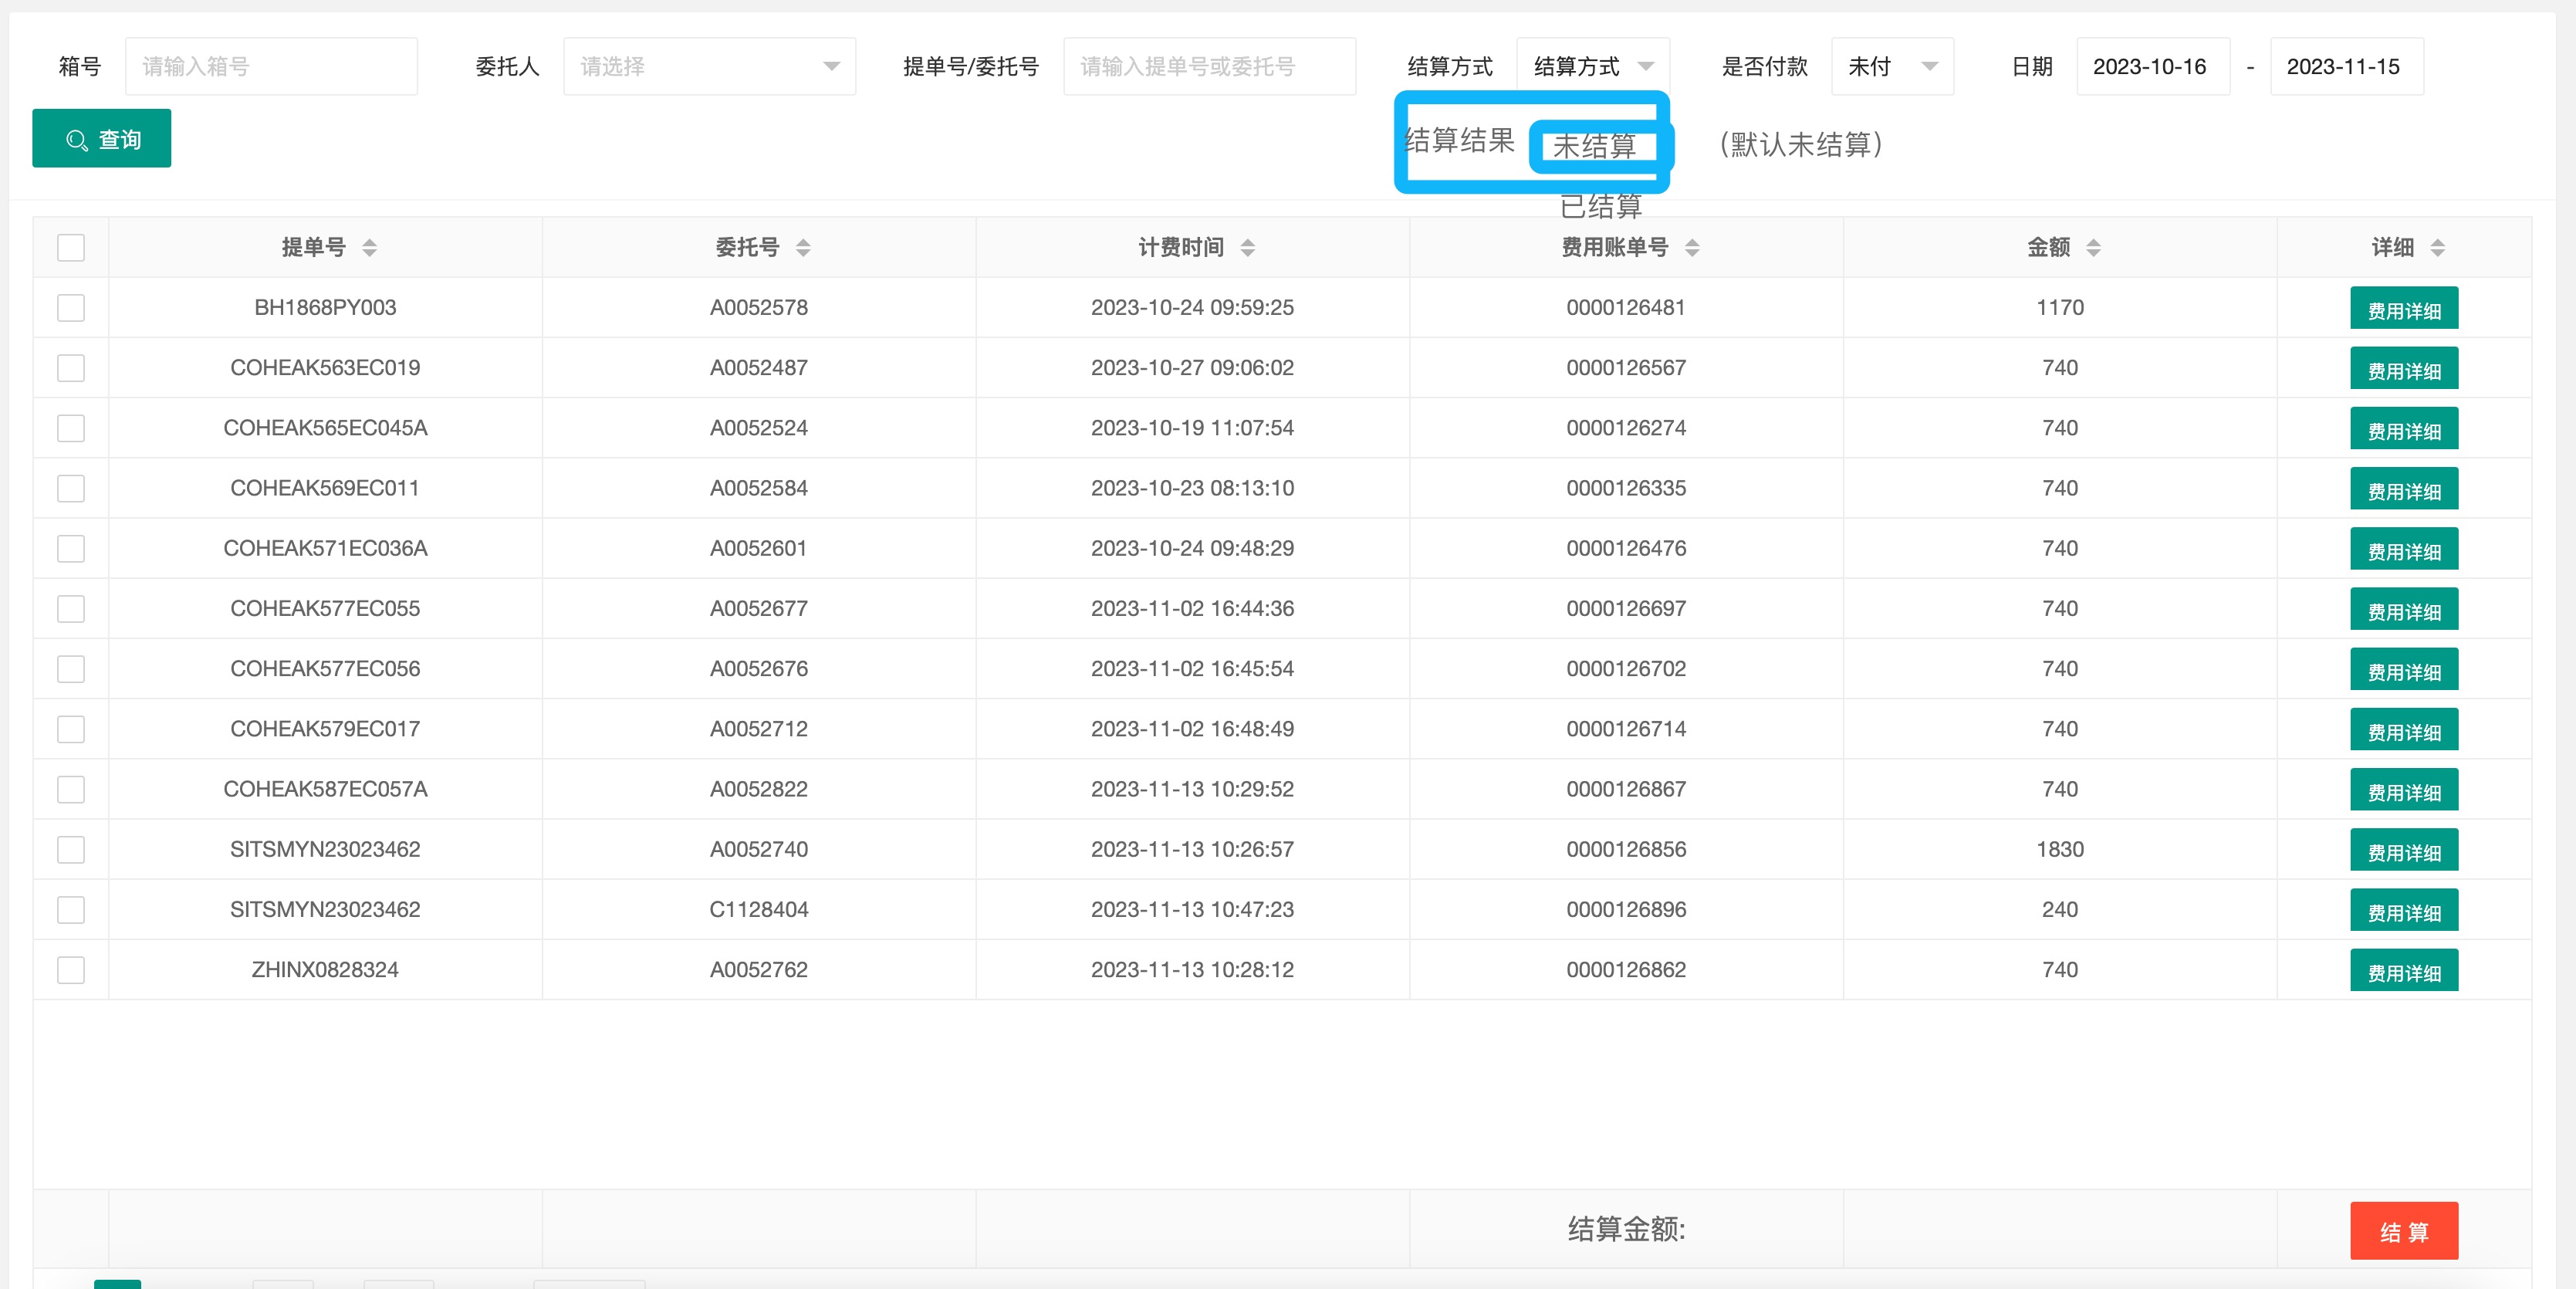 箱号 请输入箱号 委托人 请选择 提单号/委托号 请输入提单号或委托号 结算方式 结算方式 是否付款 未付 日期 2023-10-16 - 2023-11-15
查询 结算结果 未结算 (默认未结算)
已结算
提单号 委托号 计费时间 费用账单号 金额 详细
BH1868PY003 A0052578 2023-10-24 09:59:25 0000126481 1170 费用详细
COHEAK563EC019 A0052487 2023-10-27 09:06:02 0000126567 740 费用详细
COHEAK565EC045A A0052524 2023-10-19 11:07:54 0000126274 740 费用详细
COHEAK569EC011 A0052584 2023-10-23 08:13:10 0000126335 740 费用详细
COHEAK571EC036A A0052601 2023-10-24 09:48:29 0000126476 740 费用详细
COHEAK577EC055 A0052677 2023-11-02 16:44:36 0000126697 740 费用详细
COHEAK577EC056 A0052676 2023-11-02 16:45:54 0000126702 740 费用详细
COHEAK579EC017 A0052712 2023-11-02 16:48:49 0000126714 740 费用详细
COHEAK587EC057A A0052822 2023-11-13 10:29:52 0000126867 740 费用详细
SITSMYN23023462 A0052740 2023-11-13 10:26:57 0000126856 1830 费用详细
SITSMYN23023462 C1128404 2023-11-13 10:47:23 0000126896 240 费用详细
ZHINX0828324 A0052762 2023-11-13 10:28:12 0000126862 740 费用详细
结算金额: 结 算